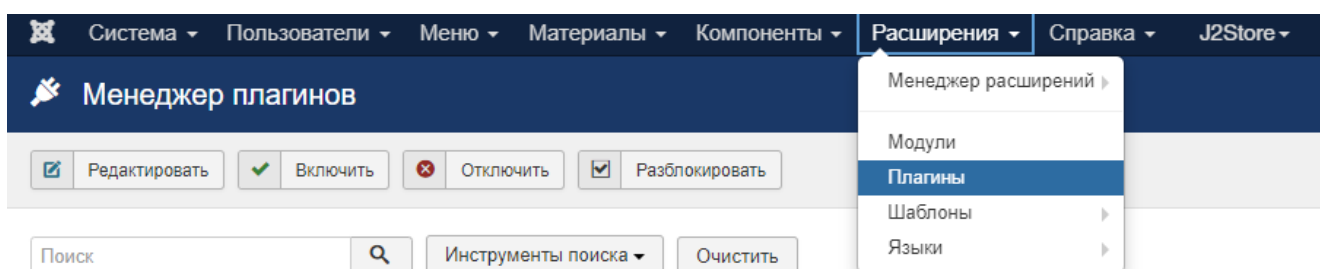 Система Пользователи Меню Материалы Компоненты Расширения Справка J2Store
Менеджер плагинов
Менеджер расширений
Модули
Редактировать Включить Отключить Разблокировать
Плагины
Шаблоны
Поиск Инструменты поиска Очистить
Языки